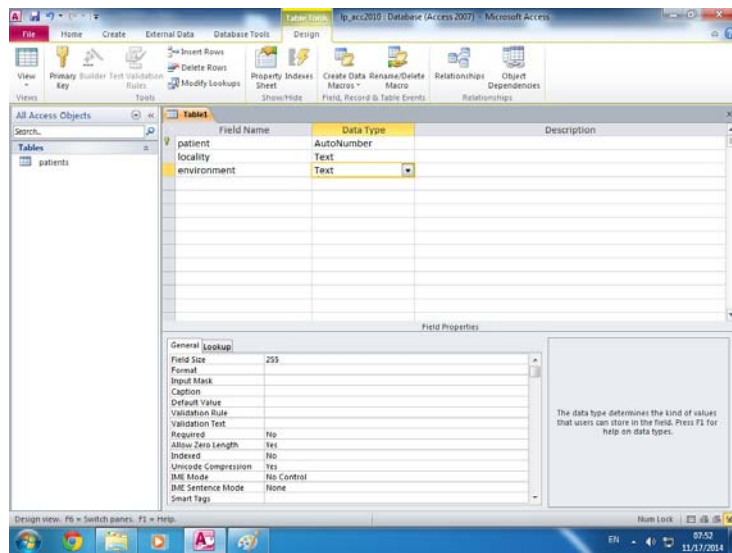 Table Tools
lp_acc2010 : Database (Access 2007) - Microsoft Access
File Home Create External Data Database Tools Design
View
Primary Key
Builder
Test Validation Rules
Insert Rows
Delete Rows
Modify Lookups
Property Sheet
Indexes
Create Data Macros
Rename/Delete Macro
Relationships
Object Dependencies
Views Tools Show/Hide Field, Record & Table Events Relationships
All Access Objects
Search..
Tables
patients
Table1
Field Name Data Type Description
patient AutoNumber
locality Text
environment Text
Field Properties
General Lookup
Field Size 255
Format
Input Mask
Caption
Default Value
Validation Rule
Validation Text
Required No
Allow Zero Length Yes
Indexed No
Unicode Compression Yes
IME Mode No Control
IME Sentence Mode None
Smart Tags
The data type determines the kind of values
that users can store in the field. Press F1 for
help on data types.
Design view. F6 = Switch panes. F1 = Help.
Num Lock
EN
07:52
11/17/2014